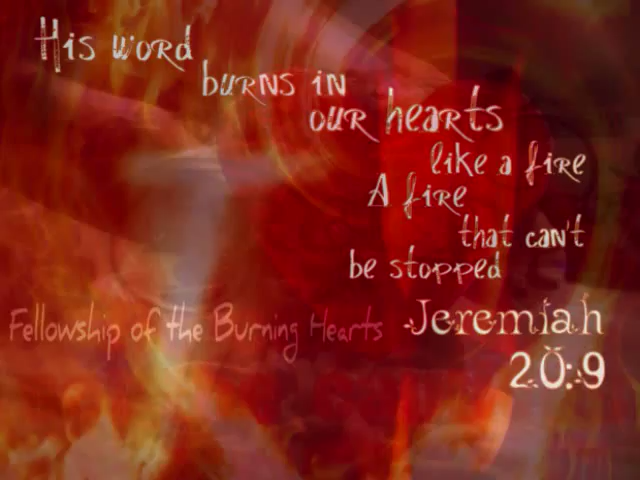 His word
burns in
our hearts
like a fire
A fire
that can't
be stopped
Fellowship of the Burning Hearts
Jeremiah
20:9